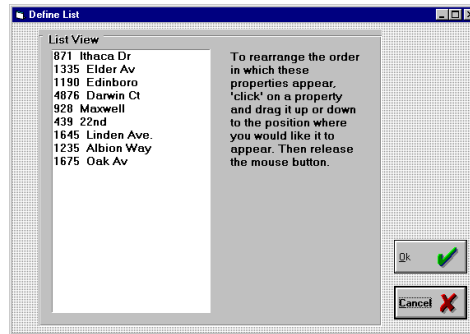 Define List
List View
871 Ithaca Dr
1335 Elder Av
1190 Edinboro
4876 Darwin Ct
928 Maxwell
439 22nd
1645 Linden Ave.
1235 Albion Way
1675 Oak Av
To rearrange the order
in which these
properties appear,
'click' on a property
and drag it up or down
to the position where
you would like it to
appear. Then release
the mouse button.
Ok
Cancel